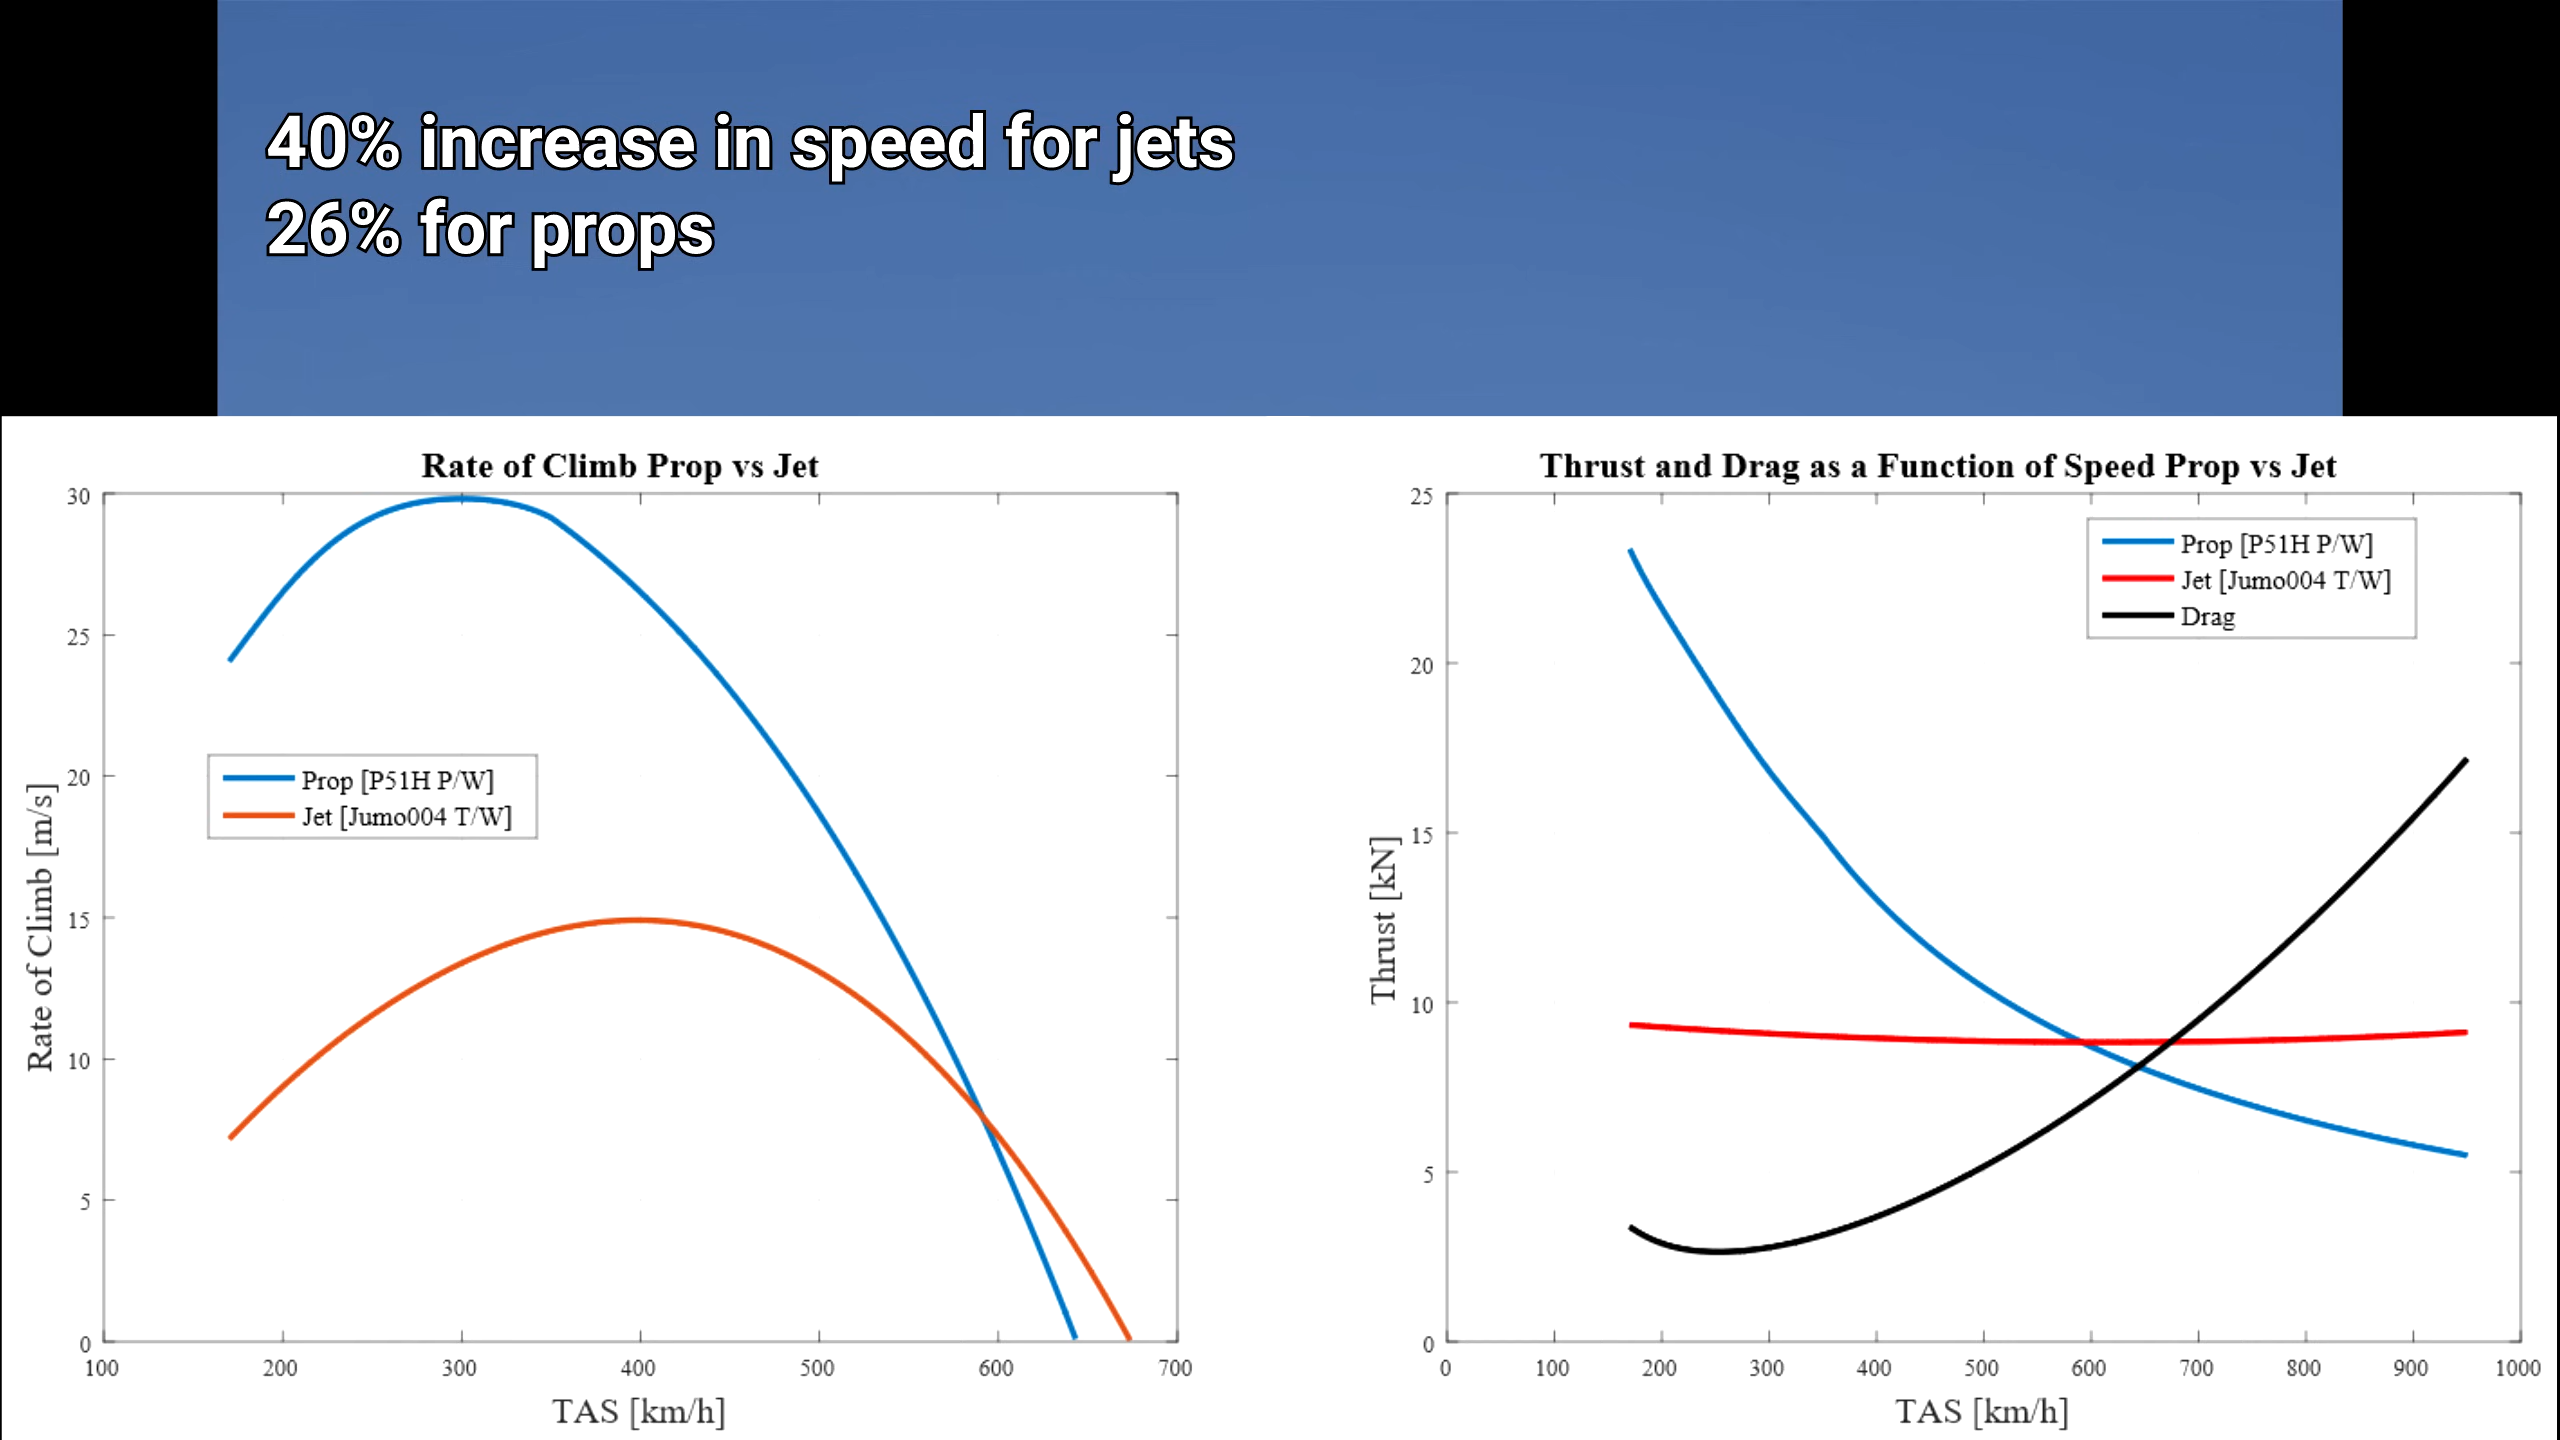 40% increase in speed for jets
26% for props
Rate of Climb Prop vs Jet
30
25
20
15
10
5
0
Rate of Climb [m/s]
Prop [P51H P/W]
Jet [Jumo004 T/W]
100 200 300 400 500 600 700
TAS [km/h]
Thrust and Drag as a Function of Speed Prop vs Jet
25
20
15
10
5
0
Thrust [kN]
Prop [P51H P/W]
Jet [Jumo004 T/W]
Drag
0 100 200 300 400 500 600 700 800 900 1000
TAS [km/h]